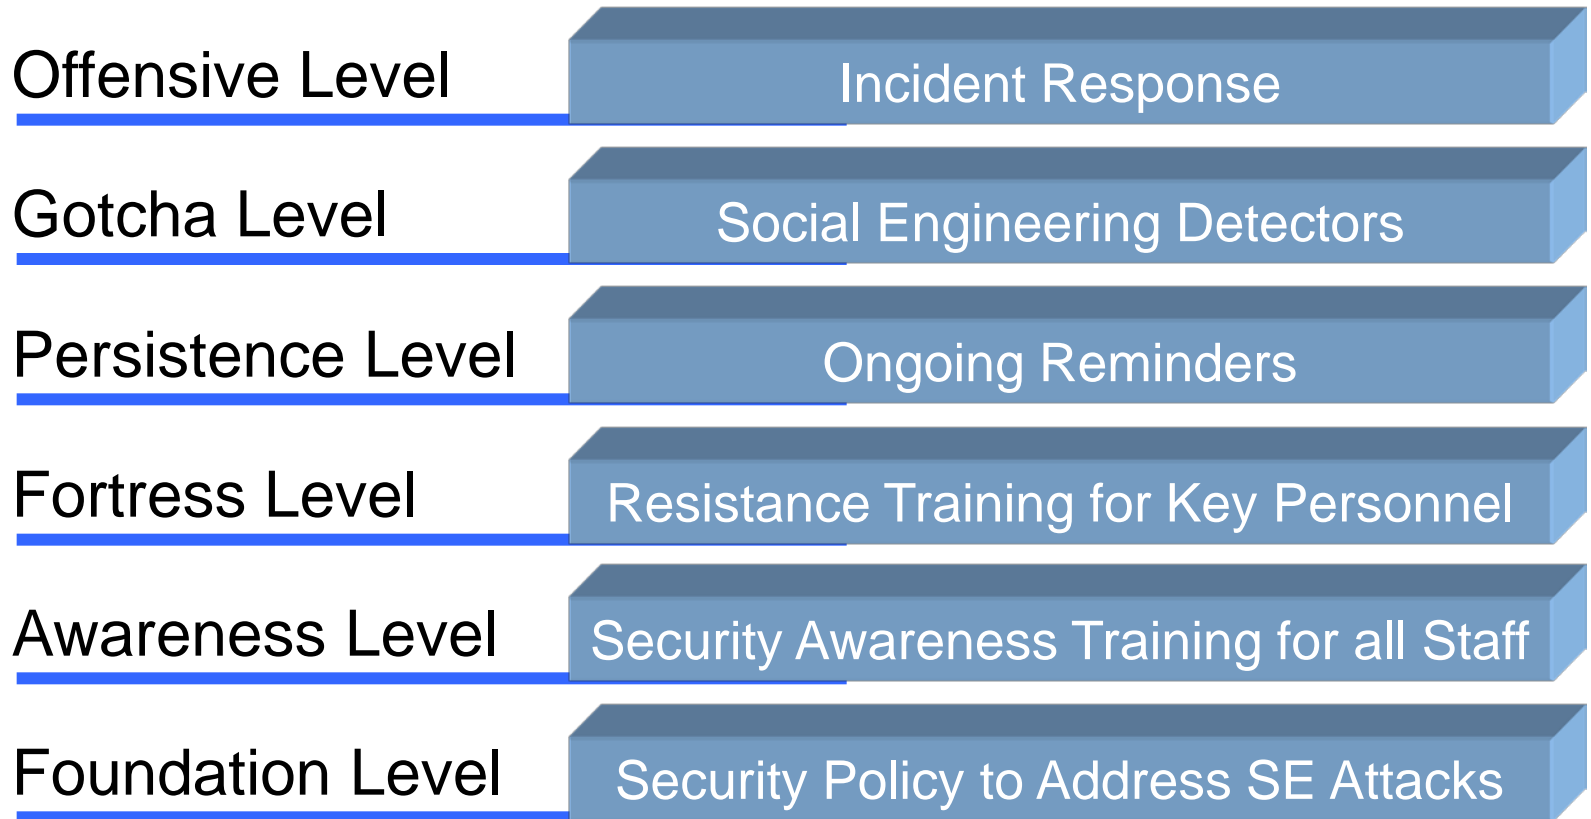 Offensive Level
Incident Response
Gotcha Level
Social Engineering Detectors
Persistence Level
Ongoing Reminders
Fortress Level
Resistance Training for Key Personnel
Awareness Level
Security Awareness Training for all Staff
Foundation Level
Security Policy to Address SE Attacks